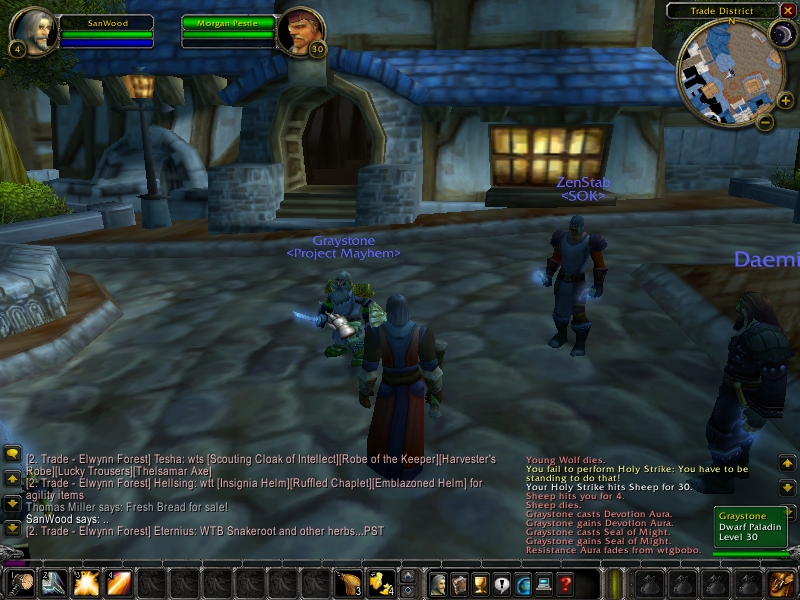 SanWood
4
Morgan Pestle
30
Trade District
N
ZenStab
<SOK>
Graystone
<Project Mayhem>
Daemi
[2. Trade - Elwynn Forest] Tesha: wts [Scouting Cloak of Intellect][Robe of the Keeper][Harvester's
Robe][Lucky Trousers][Thelsamar Axe]
[2. Trade - Elwynn Forest] Hellsing: wtt [Insignia Helm][Ruffled Chaplet][Emblazoned Helm] for
agility items
Thomas Miller says: Fresh Bread for sale!
SanWood says: ..
[2. Trade - Elwynn Forest] Eternius: WTB Snakeroot and other herbs...PST
Young Wolf dies.
You fail to perform Holy Strike: You have to be
standing to do that!
Your Holy Strike hits Sheep for 30.
Sheep hits you for 4.
Sheep dies.
Graystone casts Devotion Aura.
Graystone gains Devotion Aura.
Graystone casts Seal of Might.
Graystone gains Seal of Might.
Resistance Aura fades from wtgbobo.
Graystone
Dwarf Paladin
Level 30
1
2
3
4
3
4